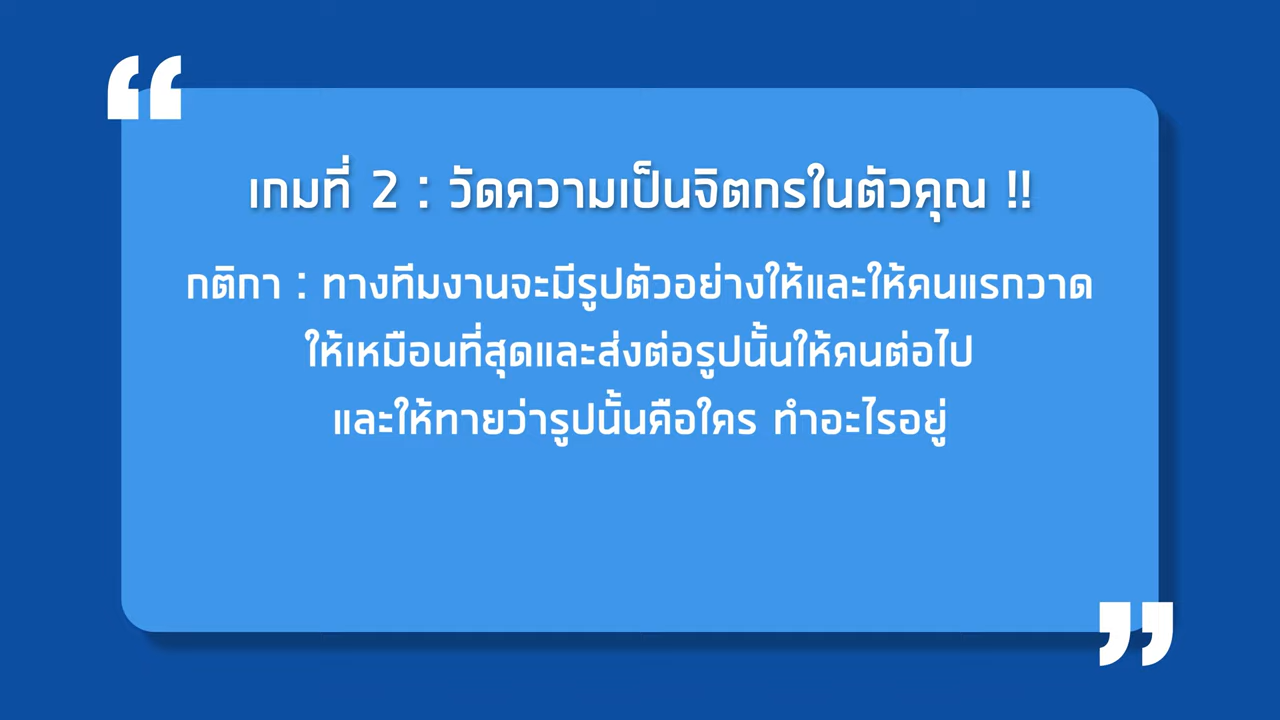 เกมที่ 2 : วัดความเป็นจิตกรในตัวคุณ !!
กติกา : ทางทีมงานจะมีรูปตัวอย่างให้และให้คนแรกวาด
ให้เหมือนที่สุดและส่งต่อรูปนั้นให้คนต่อไป
และให้ทายว่ารูปนั้นคือใคร ทำอะไรอยู่